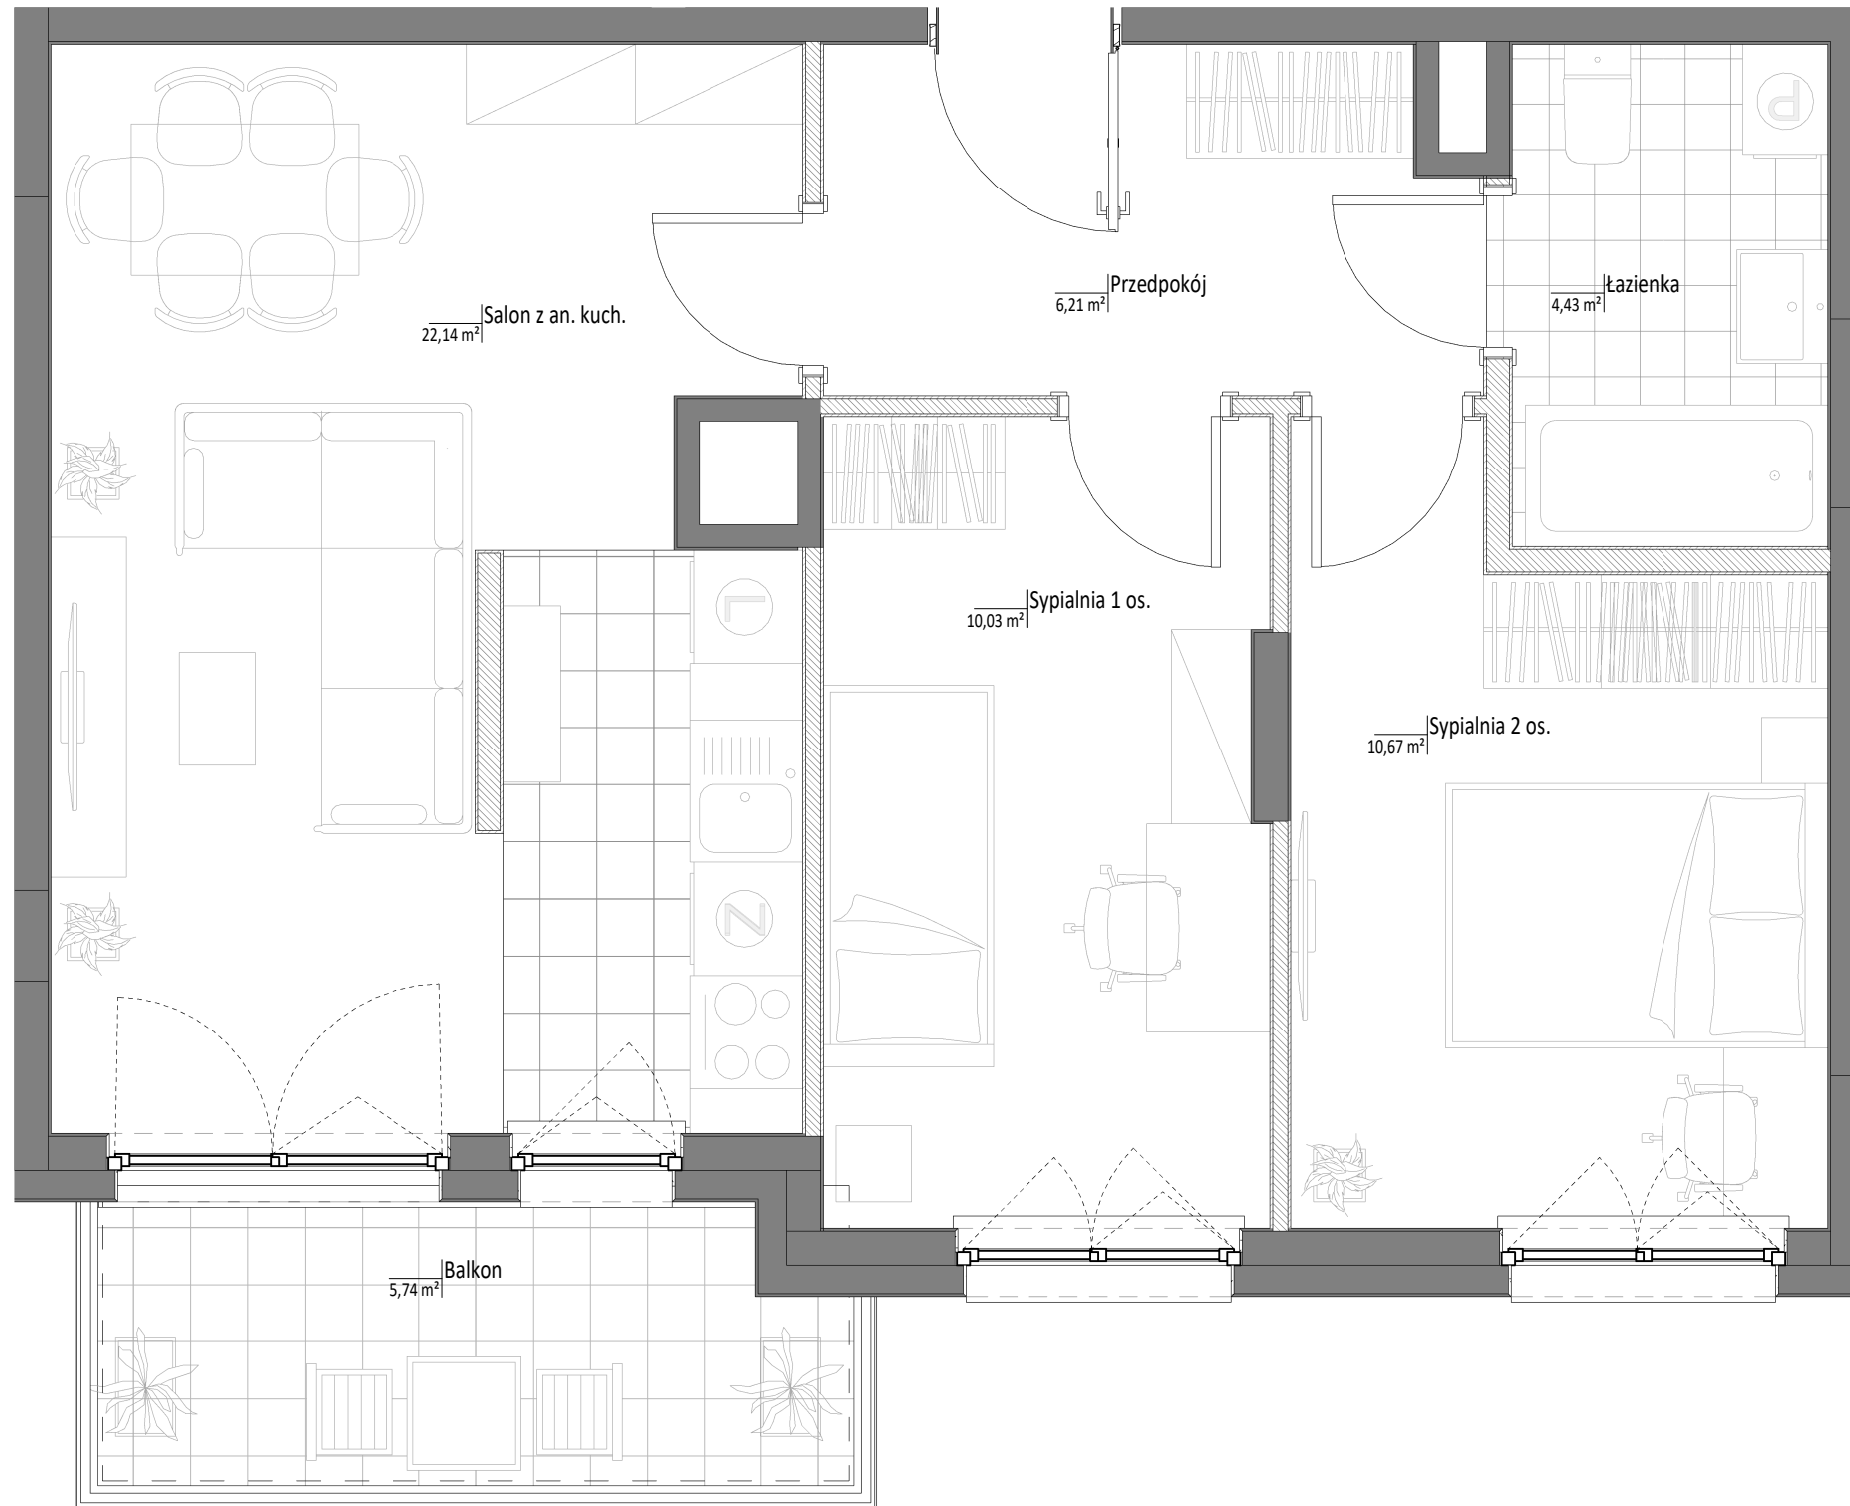 P
Przedpokój
6,21 m²
Łazienka
4,43 m²
Salon z an. kuch.
22,14 m²
L
Sypialnia 1 os.
10,03 m²
Sypialnia 2 os.
10,67 m²
Z
Balkon
5,74 m²